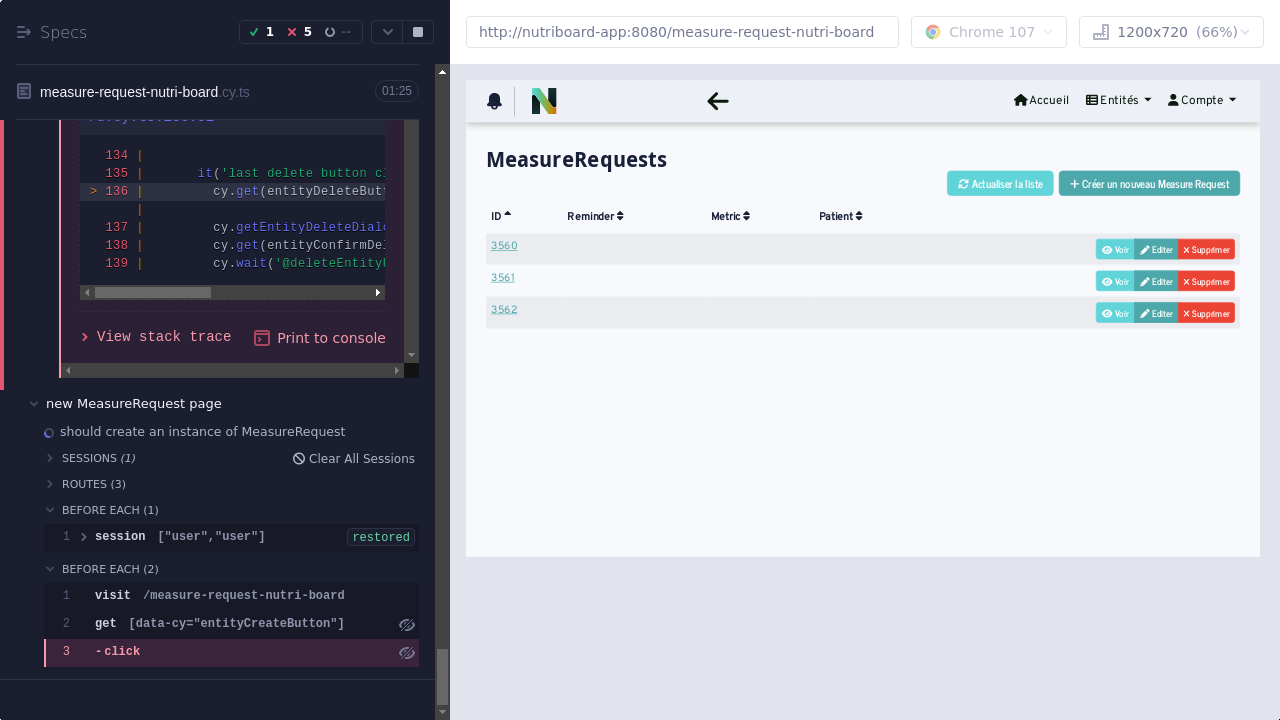 Specs
1
5
--
measure-request-nutri-board.cy.ts
01:25
134 |
135 | it('last delete button cl
> 136 | cy.get(entityDeleteButt
|
137 | cy.getEntityDeleteDialo
138 | cy.get(entityConfirmDel
139 | cy.wait('@deleteEntityR
View stack trace
Print to console
new MeasureRequest page
should create an instance of MeasureRequest
SESSIONS (1)
Clear All Sessions
ROUTES (3)
BEFORE EACH (1)
1 session ["user","user"] restored
BEFORE EACH (2)
1 visit /measure-request-nutri-board
2 get [data-cy="entityCreateButton"]
3 -click
http://nutriboard-app:8080/measure-request-nutri-board
Chrome 107
1200x720 (66%)
Accueil
Entités
Compte
MeasureRequests
Actualiser la liste
Créer un nouveau Measure Request
ID Reminder Metric Patient
3560 Voir Editer Supprimer
3561 Voir Editer Supprimer
3562 Voir Editer Supprimer